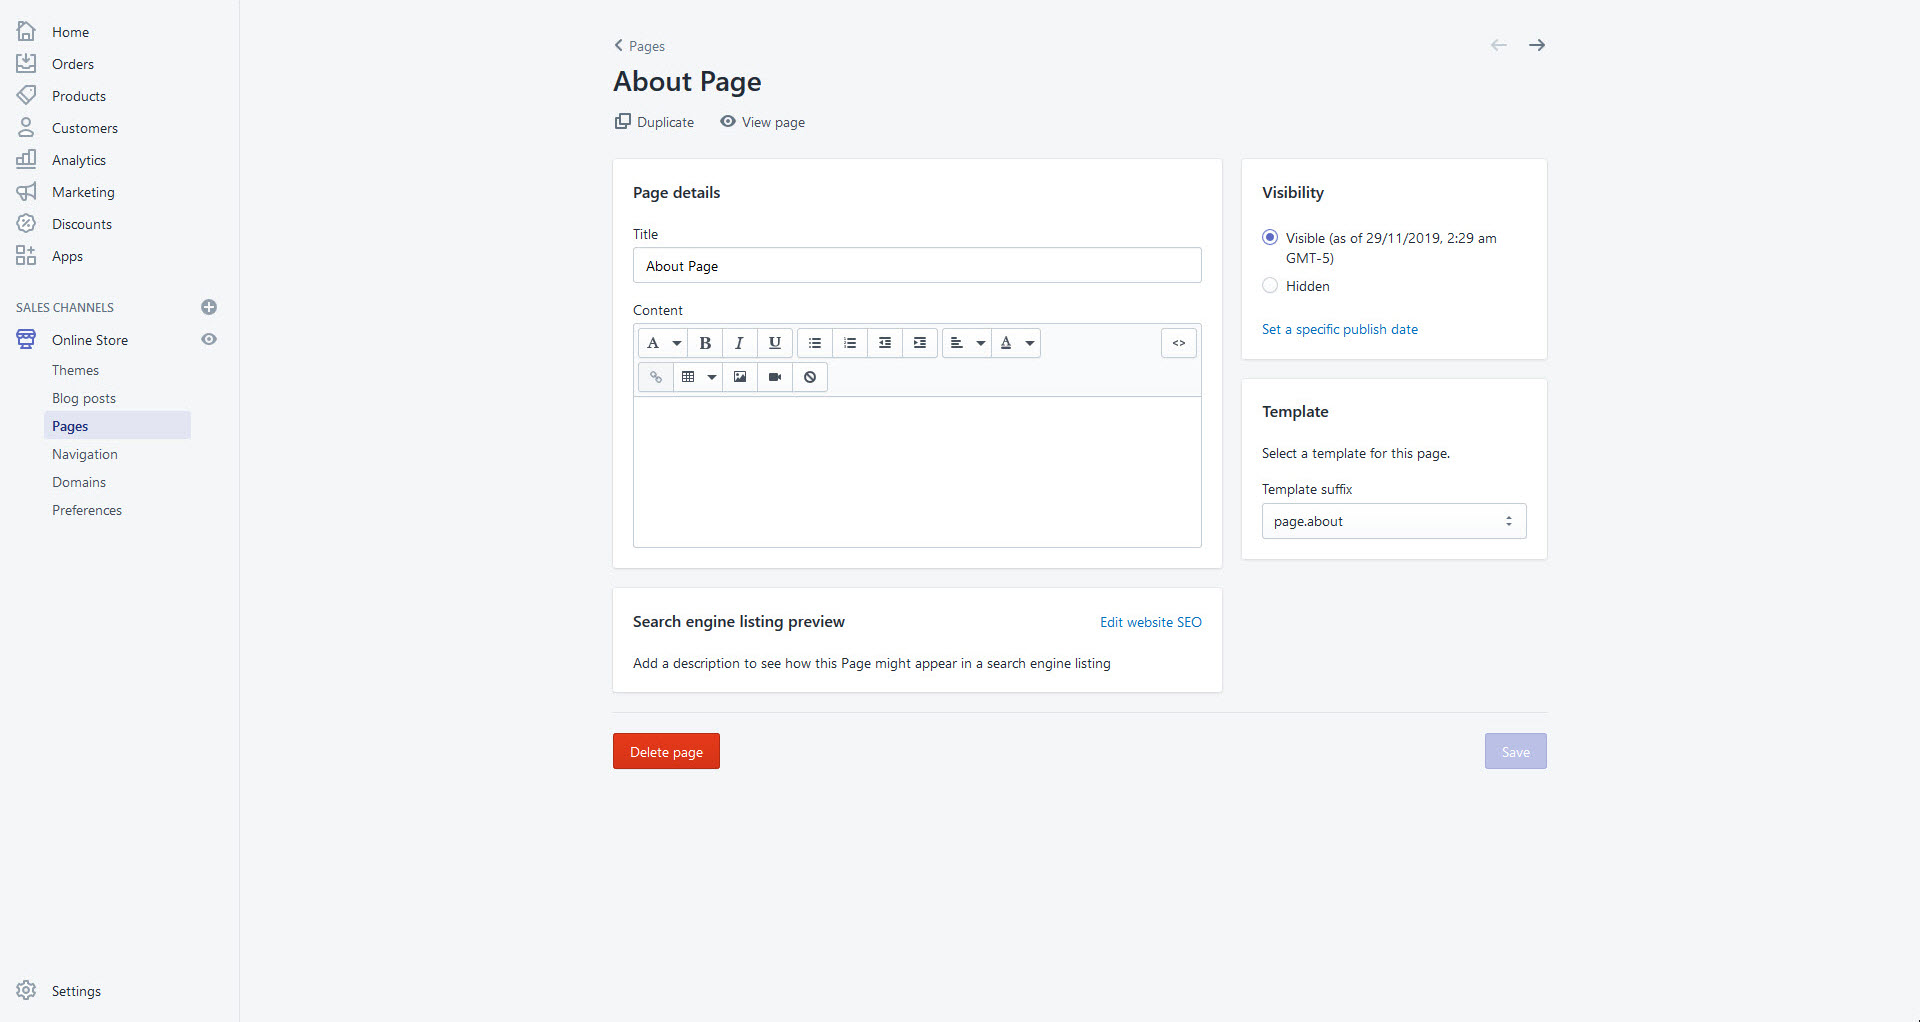 Home
Orders
Products
Customers
Analytics
Marketing
Discounts
Apps
SALES CHANNELS
Online Store
Themes
Blog posts
Pages
Navigation
Domains
Preferences
Settings
Pages
About Page
Duplicate
View page
Page details
Title
About Page
Content
A B I U A <>
Search engine listing preview
Edit website SEO
Add a description to see how this Page might appear in a search engine listing
Delete page
Save
Visibility
Visible (as of 29/11/2019, 2:29 am
GMT-5)
Hidden
Set a specific publish date
Template
Select a template for this page.
Template suffix
page.about